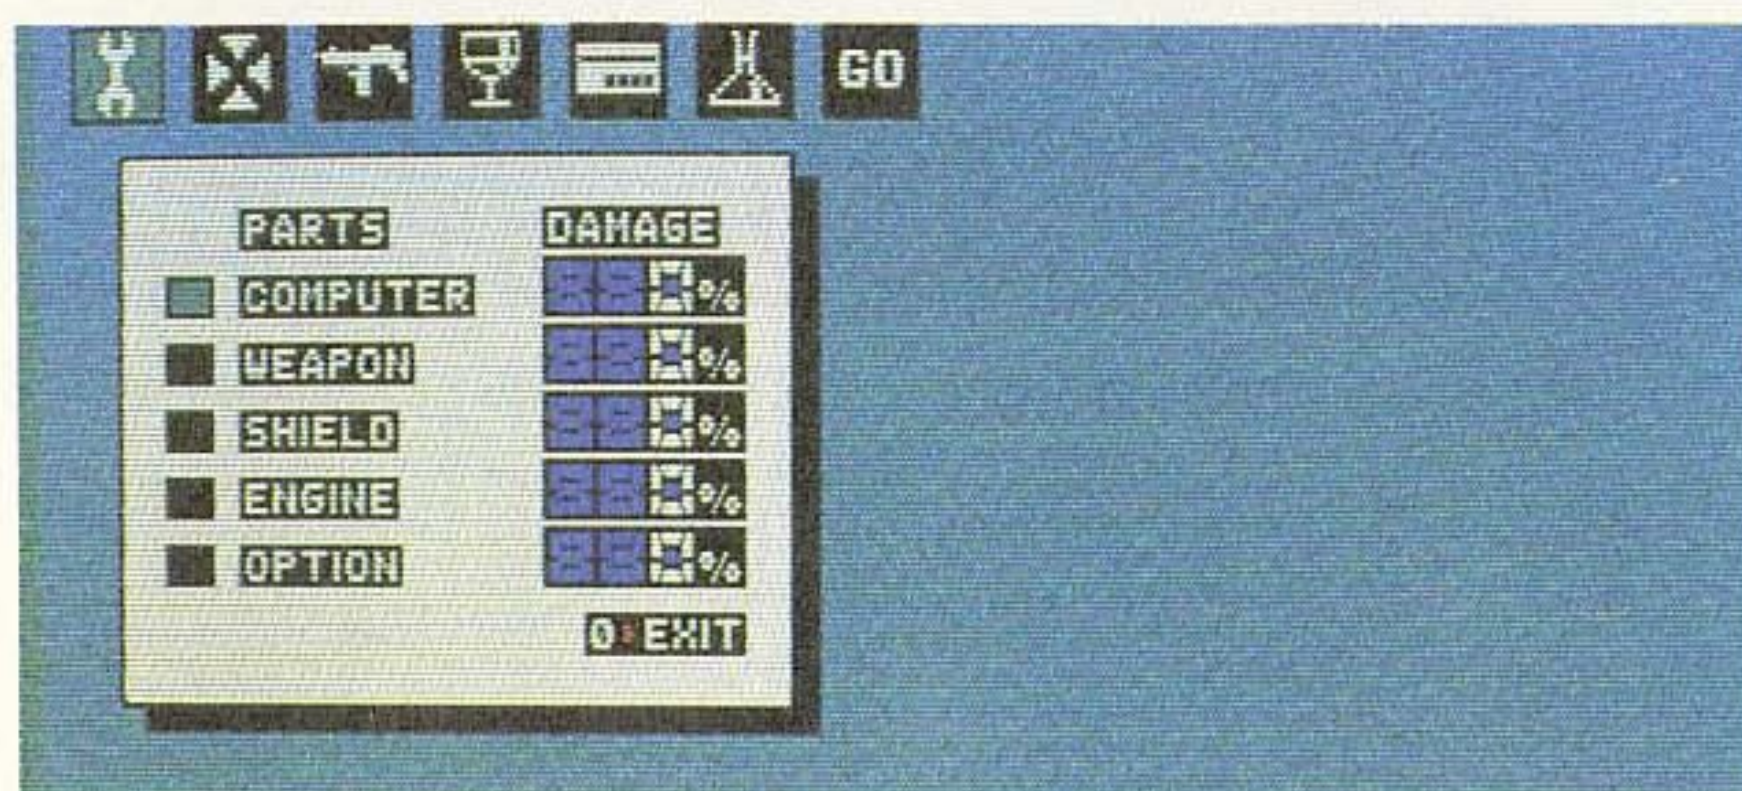 GO
PARTS DAMAGE
COMPUTER 0%
WEAPON 0%
SHIELD 0%
ENGINE 0%
OPTION 0%
0:EXIT